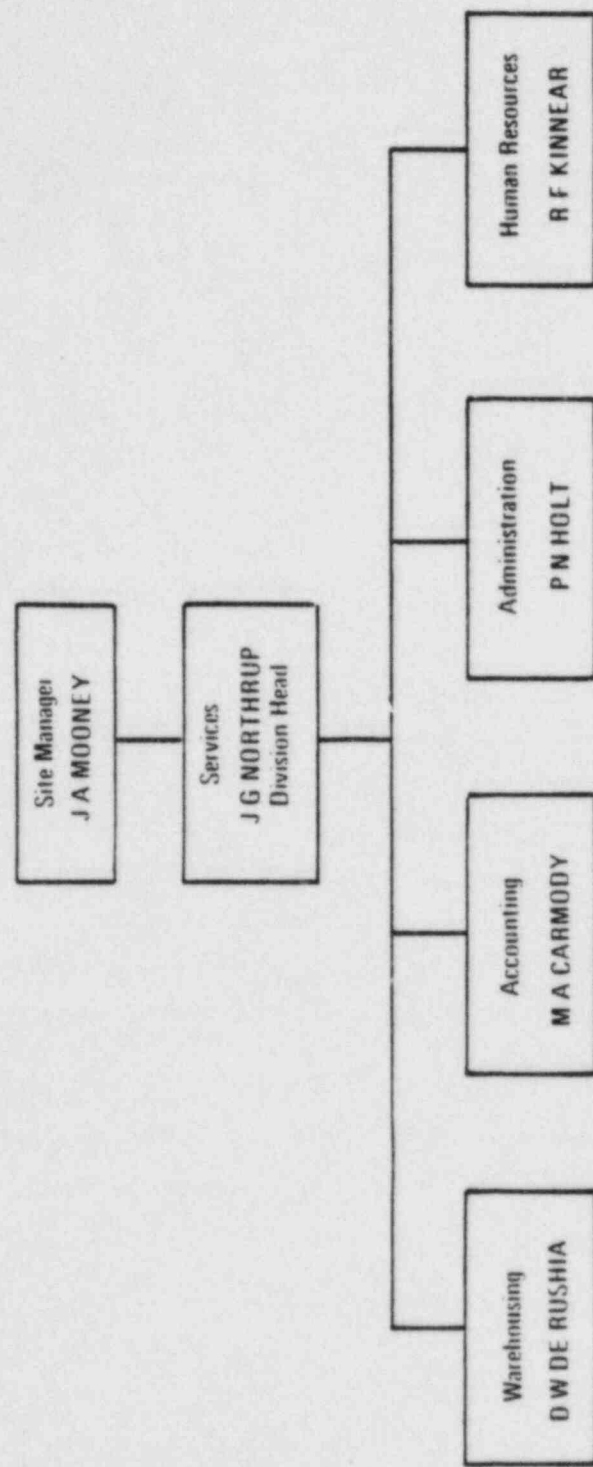 Site Manager
J A MOONEY
Services
J G NORTHRUP
Division Head
Warehousing
D W DE RUSHIA
Accounting
M A CARMODY
Administration
P N HOLT
Human Resources
R F KINNEAR